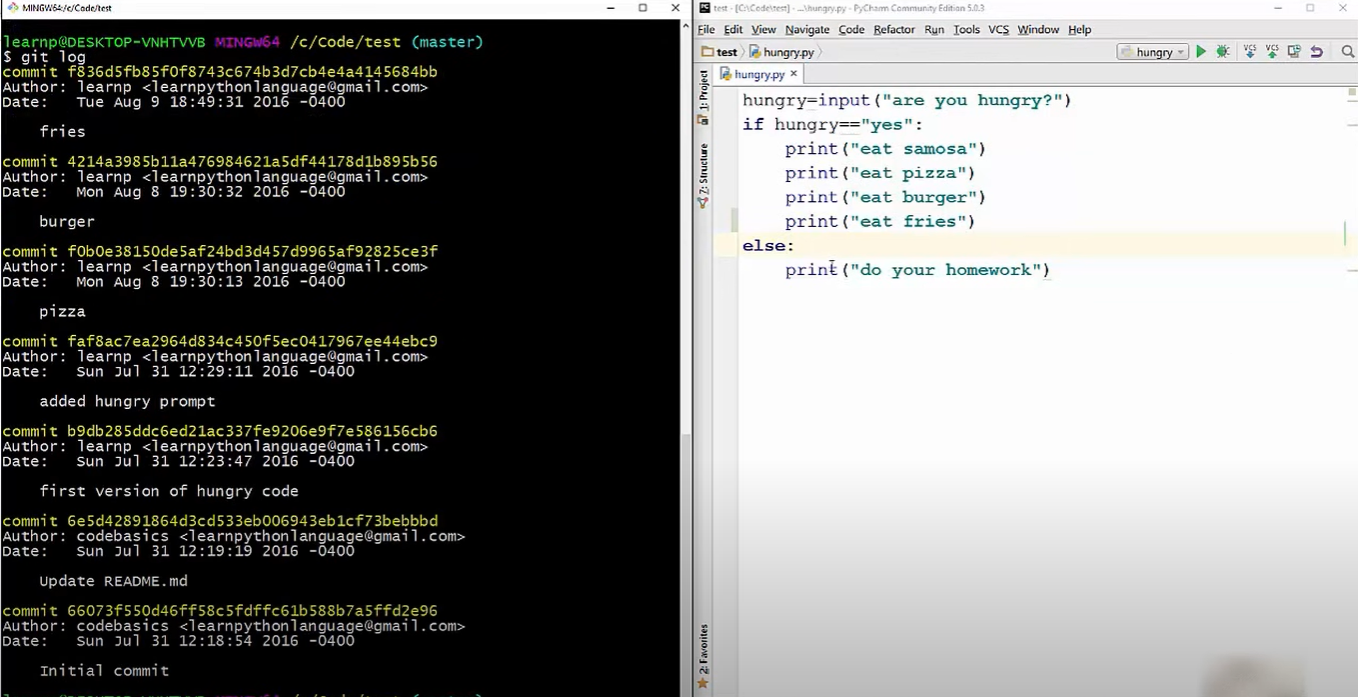 MINGW64:/c/Code/test
learnp@DESKTOP-VNHTVVB MINGW64 /c/Code/test (master)
$ git log
commit f836d5fb85f0f8743c674b3d7cb4e4a4145684bb
Author: learnp <learnpythonlanguage@gmail.com>
Date:   Tue Aug 9 18:49:31 2016 -0400
fries
commit 4214a3985b11a476984621a5df44178d1b895b56
Author: learnp <learnpythonlanguage@gmail.com>
Date:   Mon Aug 8 19:30:32 2016 -0400
burger
commit f0b0e38150de5af24bd3d457d9965af92825ce3f
Author: learnp <learnpythonlanguage@gmail.com>
Date:   Mon Aug 8 19:30:13 2016 -0400
pizza
commit faf8ac7ea2964d834c450f5ec0417967ee44ebc9
Author: learnp <learnpythonlanguage@gmail.com>
Date:   Sun Jul 31 12:29:11 2016 -0400
added hungry prompt
commit b9db285ddc6ed21ac337fe9206e9f7e586156cb6
Author: learnp <learnpythonlanguage@gmail.com>
Date:   Sun Jul 31 12:23:47 2016 -0400
first version of hungry code
commit 6e5d42891864d3cd533eb006943eb1cf73bebbbd
Author: codebasics <learnpythonlanguage@gmail.com>
Date:   Sun Jul 31 12:19:19 2016 -0400
Update README.md
commit 66073f550d46ff58c5fdffc61b588b7a5ffd2e96
Author: codebasics <learnpythonlanguage@gmail.com>
Date:   Sun Jul 31 12:18:54 2016 -0400
Initial commit
test - [C:\Code\test] - ...\hungry.py - PyCharm Community Edition 5.0.3
File Edit View Navigate Code Refactor Run Tools VCS Window Help
test hungry.py hungry VCS VCS
hungry.py
1: Project
7: Structure
2: Favorites
hungry=input("are you hungry?")
if hungry=="yes":
print("eat samosa")
print("eat pizza")
print("eat burger")
print("eat fries")
else:
print("do your homework")